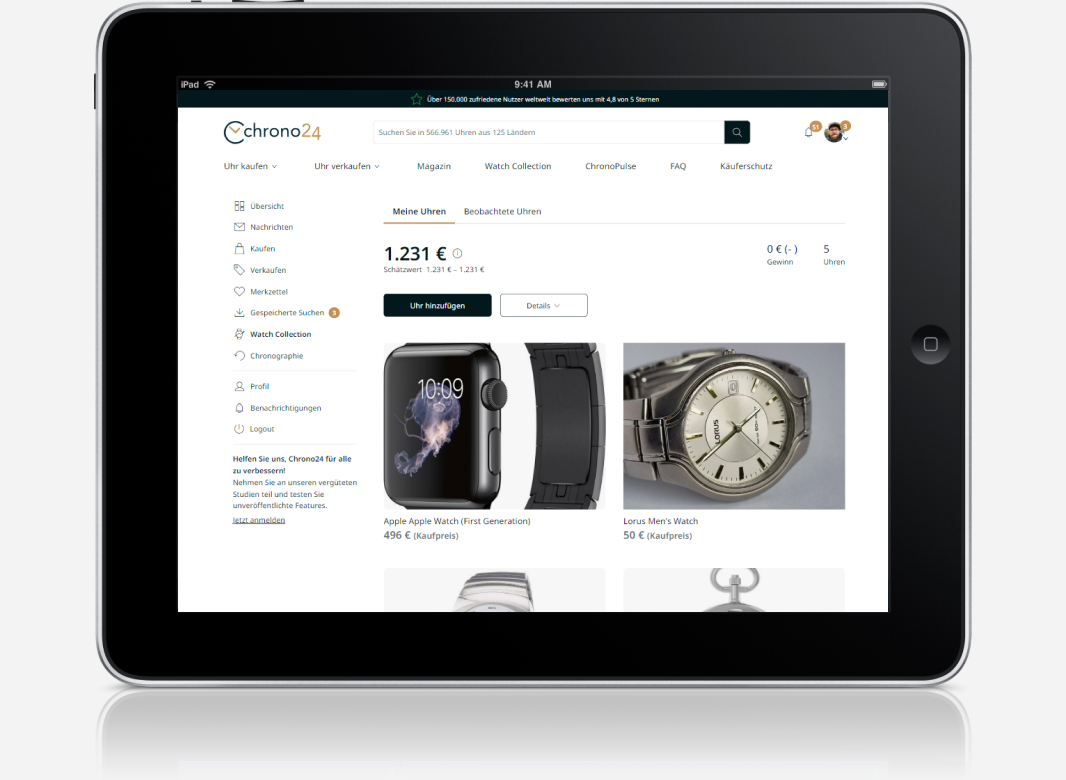 iPad
9:41 AM
Über 150.000 zufriedene Nutzer weltweit bewerten uns mit 4,8 von 5 Sternen
chrono24
Suchen Sie in 566.961 Uhren aus 125 Ländern
51
3
Uhr kaufen
Uhr verkaufen
Magazin
Watch Collection
ChronoPulse
FAQ
Käuferschutz
Übersicht
Nachrichten
Kaufen
Verkaufen
Merkzettel
Gespeicherte Suchen 3
Watch Collection
Chronographie
Profil
Benachrichtigungen
Logout
Helfen Sie uns, Chrono24 für alle
zu verbessern!
Nehmen Sie an unseren vergüteten
Studien teil und testen Sie
unveröffentlichte Features.
Jetzt anmelden
Meine Uhren
Beobachtete Uhren
1.231 €
Schätzwert 1.231 € – 1.231 €
0 € (- )
Gewinn
5
Uhren
Uhr hinzufügen
Details
10:09
LORUS
Apple Apple Watch (First Generation)
496 € (Kaufpreis)
Lorus Men's Watch
50 € (Kaufpreis)